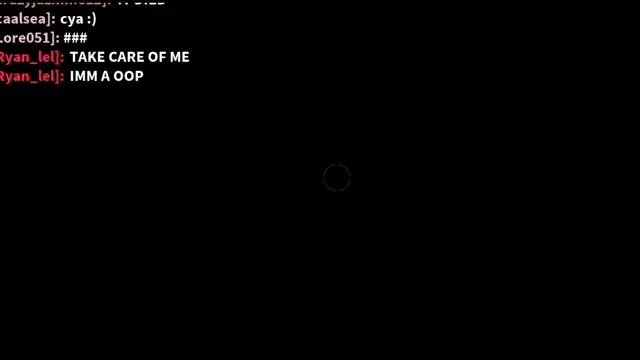 caalsea]: cya :)
Lore051]: ###
Ryan_lel]: TAKE CARE OF ME
Ryan_lel]: IMM A OOP